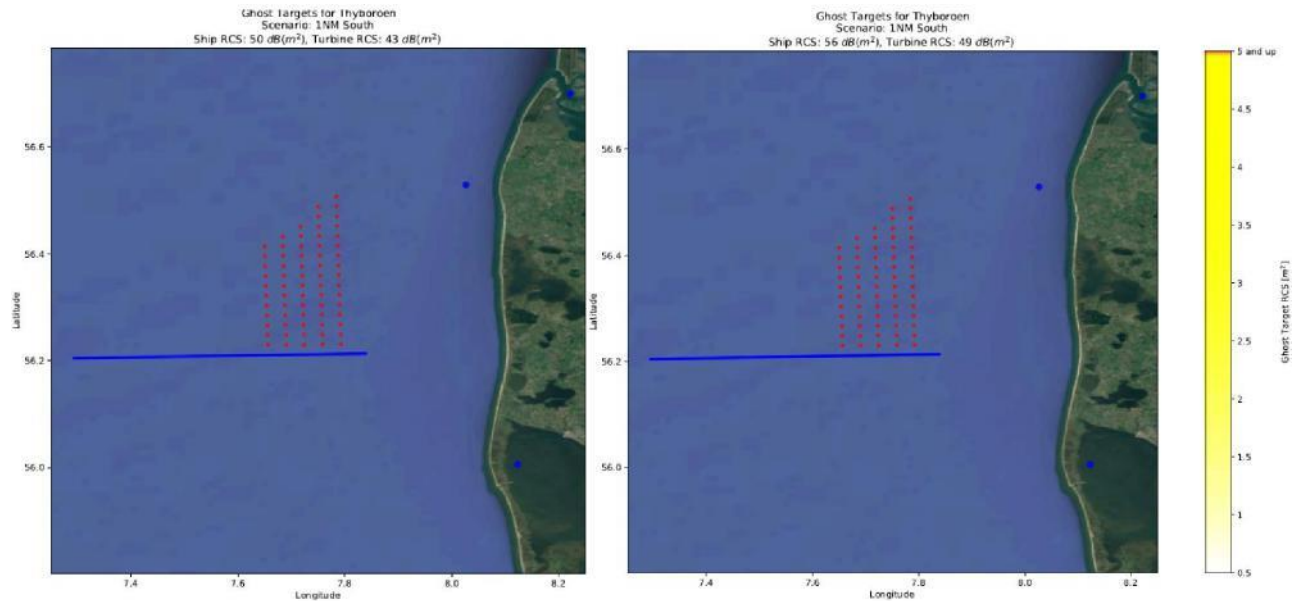 Ghost Targets for Thyboroen
Scenario: 1NM South
Ship RCS: 50 dB(m²), Turbine RCS: 43 dB(m²)
56.6
56.4
56.2
56.0
Latitude
7.4
7.6
7.8
8.0
8.2
Longitude
Ghost Targets for Thyboroen
Scenario: 1NM South
Ship RCS: 56 dB(m²), Turbine RCS: 49 dB(m²)
56.6
56.4
56.2
56.0
Latitude
7.4
7.6
7.8
8.0
8.2
Longitude
5 and up
4.5
4
3.5
3
2.5
2
1.5
1
0.5
Ghost Target RCS [m²]